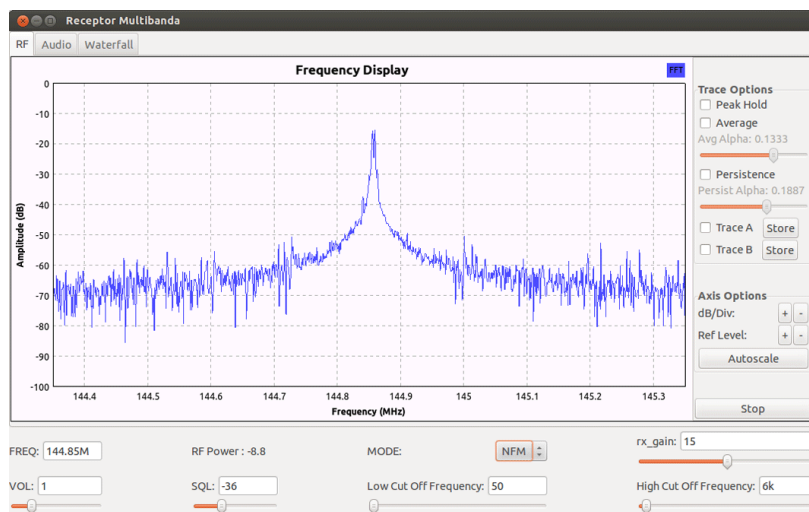 Receptor Multibanda
RF Audio Waterfall
Frequency Display
FFT
0
-10
-20
-30
-40
-50
-60
-70
-80
-90
-100
Amplitude (dB)
144.4 144.5 144.6 144.7 144.8 144.9 145 145.1 145.2 145.3
Frequency (MHz)
Trace Options
Peak Hold
Average
Avg Alpha: 0.1333
Persistence
Persist Alpha: 0.1887
Trace A Store
Trace B Store
Axis Options
dB/Div: + -
Ref Level: + -
Autoscale
Stop
FREQ: 144.85M RF Power : -8.8 MODE: NFM rx_gain: 15
VOL: 1 SQL: -36 Low Cut Off Frequency: 50 High Cut Off Frequency: 6k